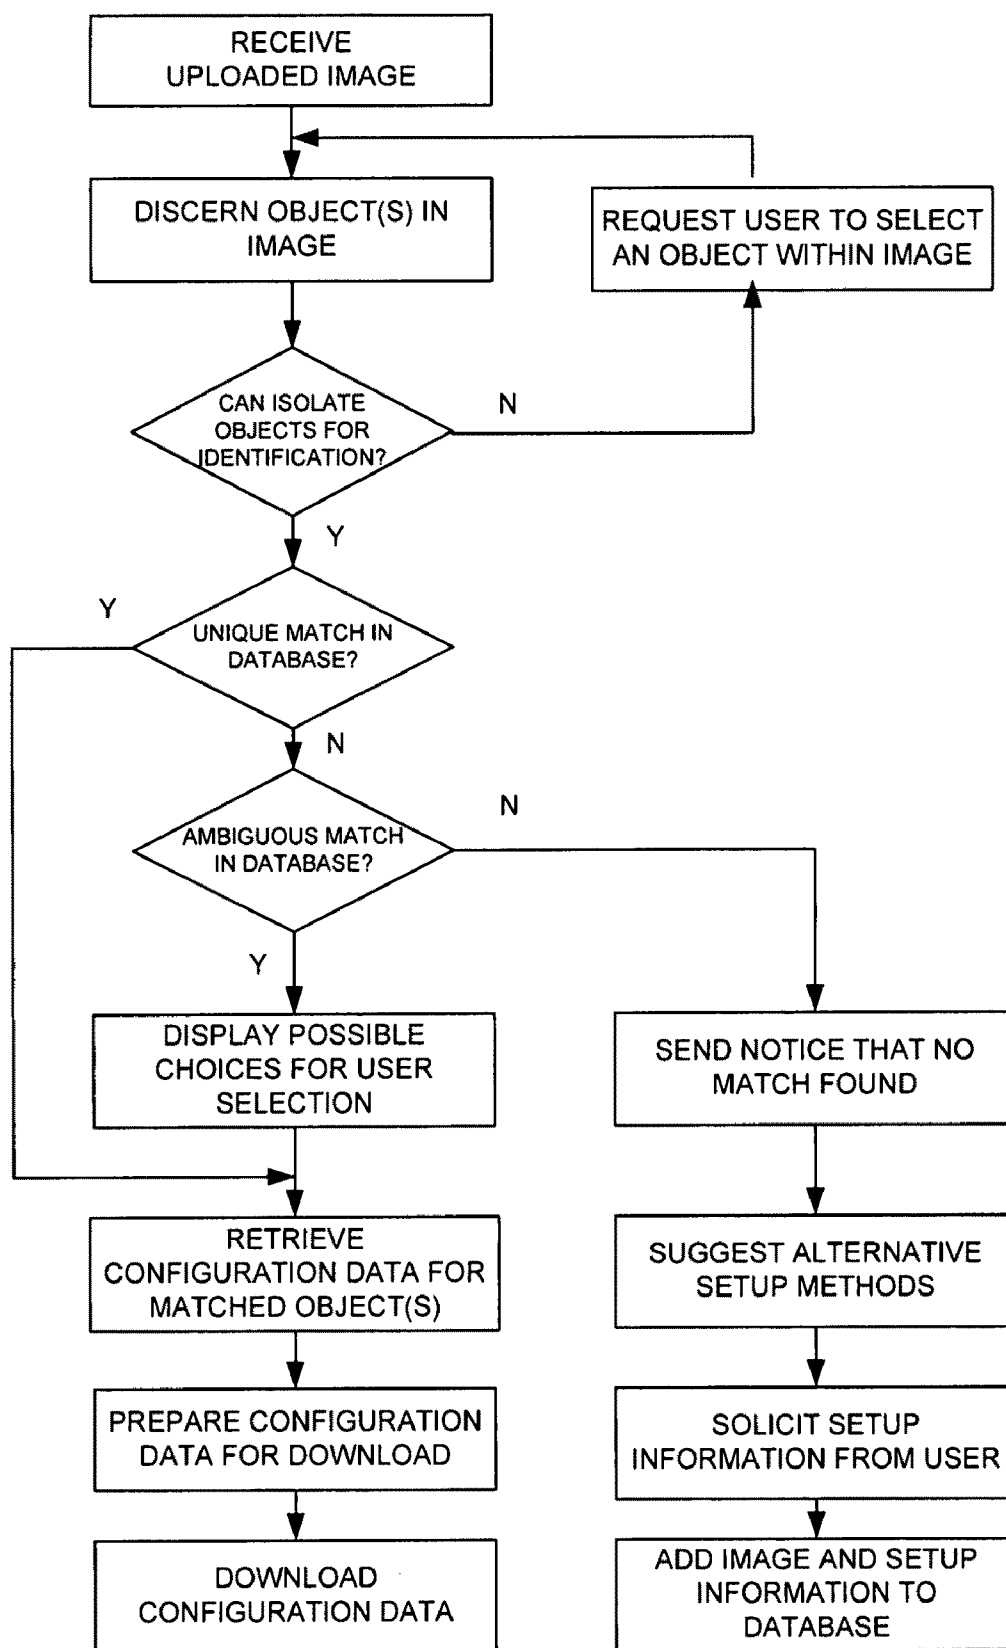 RECEIVE
UPLOADED IMAGE
DISCERN OBJECT(S) IN
IMAGE
REQUEST USER TO SELECT
AN OBJECT WITHIN IMAGE
CAN ISOLATE
OBJECTS FOR
IDENTIFICATION?
N
Y
Y
UNIQUE MATCH IN
DATABASE?
N
AMBIGUOUS MATCH
IN DATABASE?
N
Y
DISPLAY POSSIBLE
CHOICES FOR USER
SELECTION
SEND NOTICE THAT NO
MATCH FOUND
RETRIEVE
CONFIGURATION DATA FOR
MATCHED OBJECT(S)
SUGGEST ALTERNATIVE
SETUP METHODS
PREPARE CONFIGURATION
DATA FOR DOWNLOAD
SOLICIT SETUP
INFORMATION FROM USER
DOWNLOAD
CONFIGURATION DATA
ADD IMAGE AND SETUP
INFORMATION TO
DATABASE